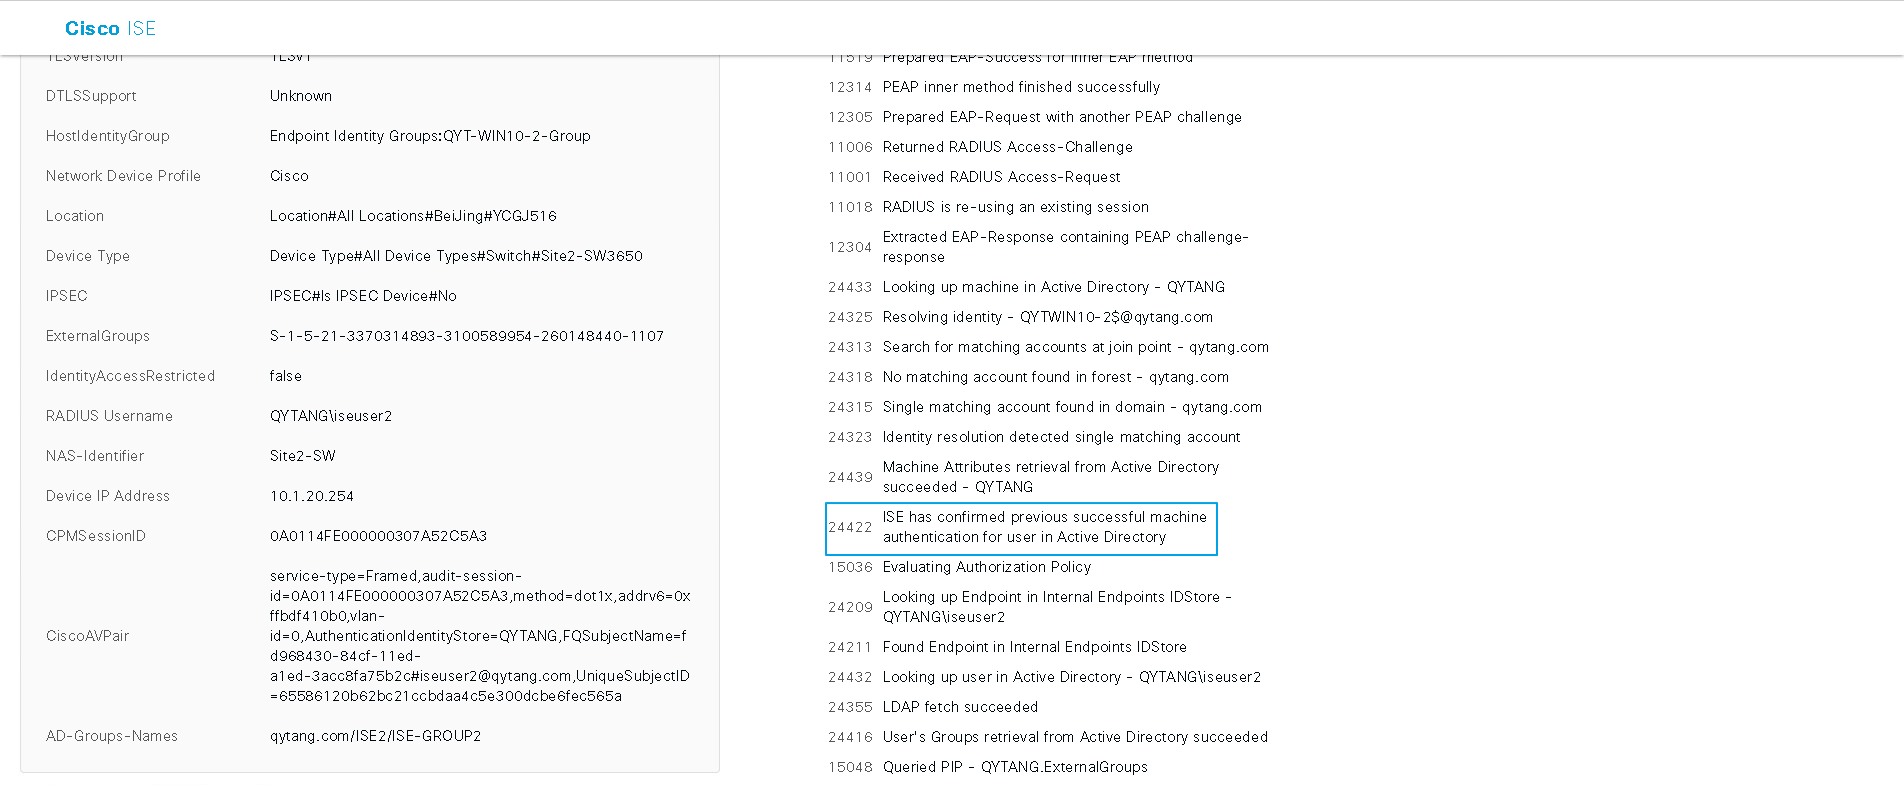 Cisco ISE
TLSVersion TLSv1
DTLSSupport Unknown
HostIdentityGroup Endpoint Identity Groups:QYT-WIN10-2-Group
Network Device Profile Cisco
Location Location#All Locations#BeiJing#YCGJ516
Device Type Device Type#All Device Types#Switch#Site2-SW3650
IPSEC IPSEC#Is IPSEC Device#No
ExternalGroups S-1-5-21-3370314893-3100589954-260148440-1107
IdentityAccessRestricted false
RADIUS Username QYTANG\iseuser2
NAS-Identifier Site2-SW
Device IP Address 10.1.20.254
CPMSessionID 0A0114FE000000307A52C5A3
service-type=Framed,audit-session-
id=0A0114FE000000307A52C5A3,method=dot1x,addrv6=0x
ffbdf410b0,vlan-
CiscoAVPair id=0,AuthenticationIdentityStore=QYTANG,FQSubjectName=f
d968430-84cf-11ed-
a1ed-3acc8fa75b2c#iseuser2@qytang.com,UniqueSubjectID
=65586120b62bc21ccbdaa4c5e300dcbe6fec565a
AD-Groups-Names qytang.com/ISE2/ISE-GROUP2
11519 Prepared EAP-Success for inner EAP method
12314 PEAP inner method finished successfully
12305 Prepared EAP-Request with another PEAP challenge
11006 Returned RADIUS Access-Challenge
11001 Received RADIUS Access-Request
11018 RADIUS is re-using an existing session
12304 Extracted EAP-Response containing PEAP challenge-
response
24433 Looking up machine in Active Directory - QYTANG
24325 Resolving identity - QYTWIN10-2$@qytang.com
24313 Search for matching accounts at join point - qytang.com
24318 No matching account found in forest - qytang.com
24315 Single matching account found in domain - qytang.com
24323 Identity resolution detected single matching account
24439 Machine Attributes retrieval from Active Directory
succeeded - QYTANG
24422 ISE has confirmed previous successful machine
authentication for user in Active Directory
15036 Evaluating Authorization Policy
24209 Looking up Endpoint in Internal Endpoints IDStore -
QYTANG\iseuser2
24211 Found Endpoint in Internal Endpoints IDStore
24432 Looking up user in Active Directory - QYTANG\iseuser2
24355 LDAP fetch succeeded
24416 User's Groups retrieval from Active Directory succeeded
15048 Queried PIP - QYTANG.ExternalGroups